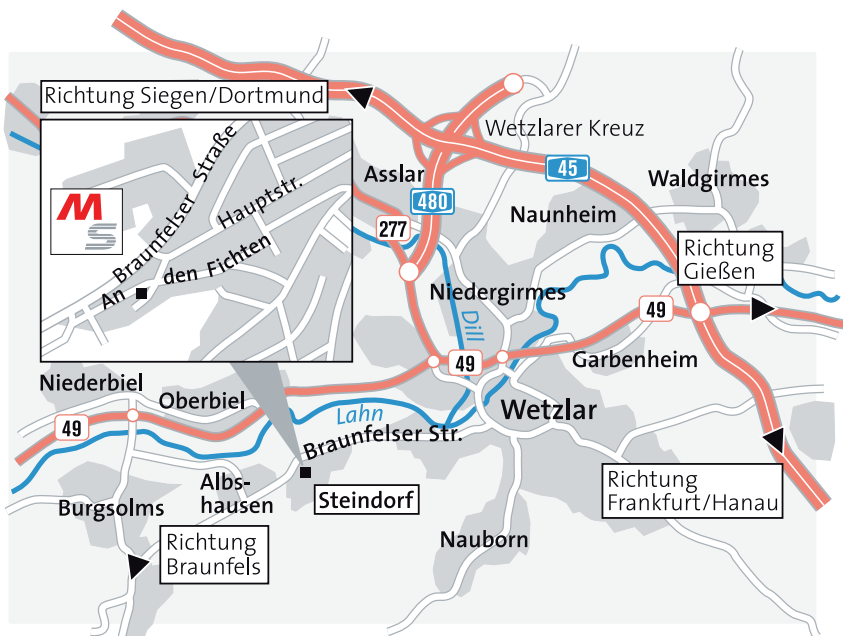 Richtung Siegen/Dortmund
Wetzlarer Kreuz
45
Waldgirmes
Asslar
480
Naunheim
277
Richtung
Gießen
Braunfelser Straße
Hauptstr.
An den Fichten
MS
Niedergirmes
Dill
49
49
Garbenheim
Niederbiel
Oberbiel
49
Lahn
Braunfelser Str.
Wetzlar
Albs-
hausen
Steindorf
Burgsolms
Richtung
Frankfurt/Hanau
Richtung
Braunfels
Nauborn